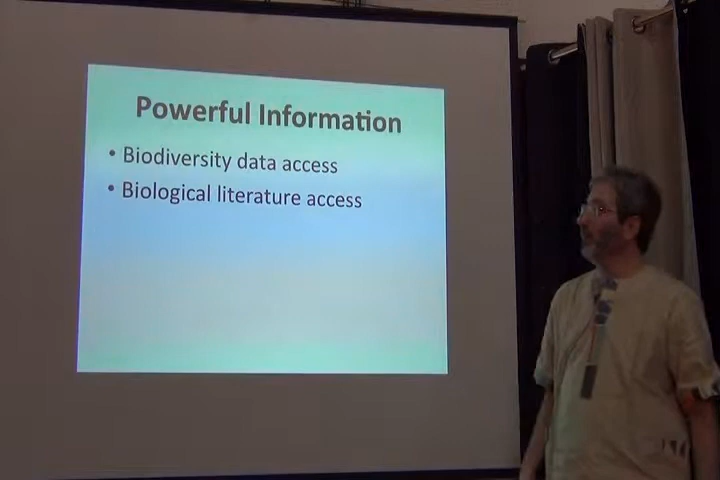 Powerful Information
• Biodiversity data access
• Biological literature access